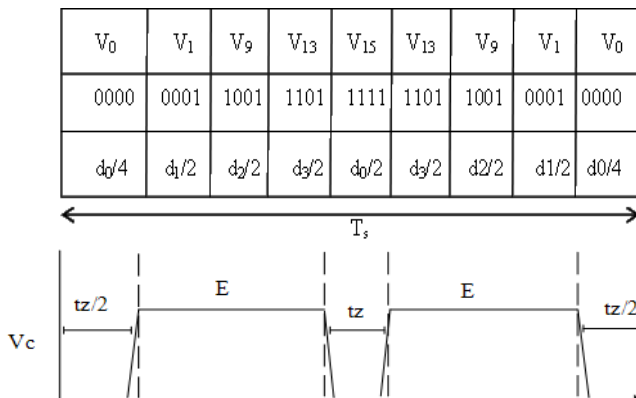 V0 V1 V9 V13 V15 V13 V9 V1 V0
0000 0001 1001 1101 1111 1101 1001 0001 0000
d0/4 d1/2 d2/2 d3/2 d0/2 d3/2 d2/2 d1/2 d0/4
Ts
E E
tz/2 tz tz/2
Vc